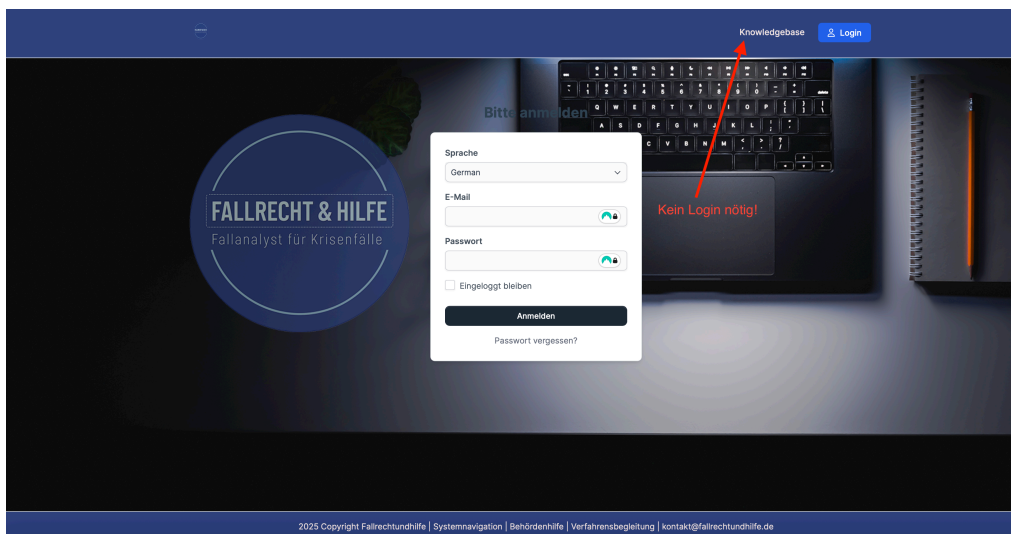 Knowledgebase
Login
Bitte anmelden
Sprache
German
E-Mail
Passwort
Eingeloggt bleiben
Anmelden
Passwort vergessen?
FALLRECHT & HILFE
Fallanalyst für Krisenfälle
Kein Login nötig!
2025 Copyright Fallrechtundhilfe | Systemnavigation | Behördenhilfe | Verfahrensbegleitung | kontakt@fallrechtundhilfe.de